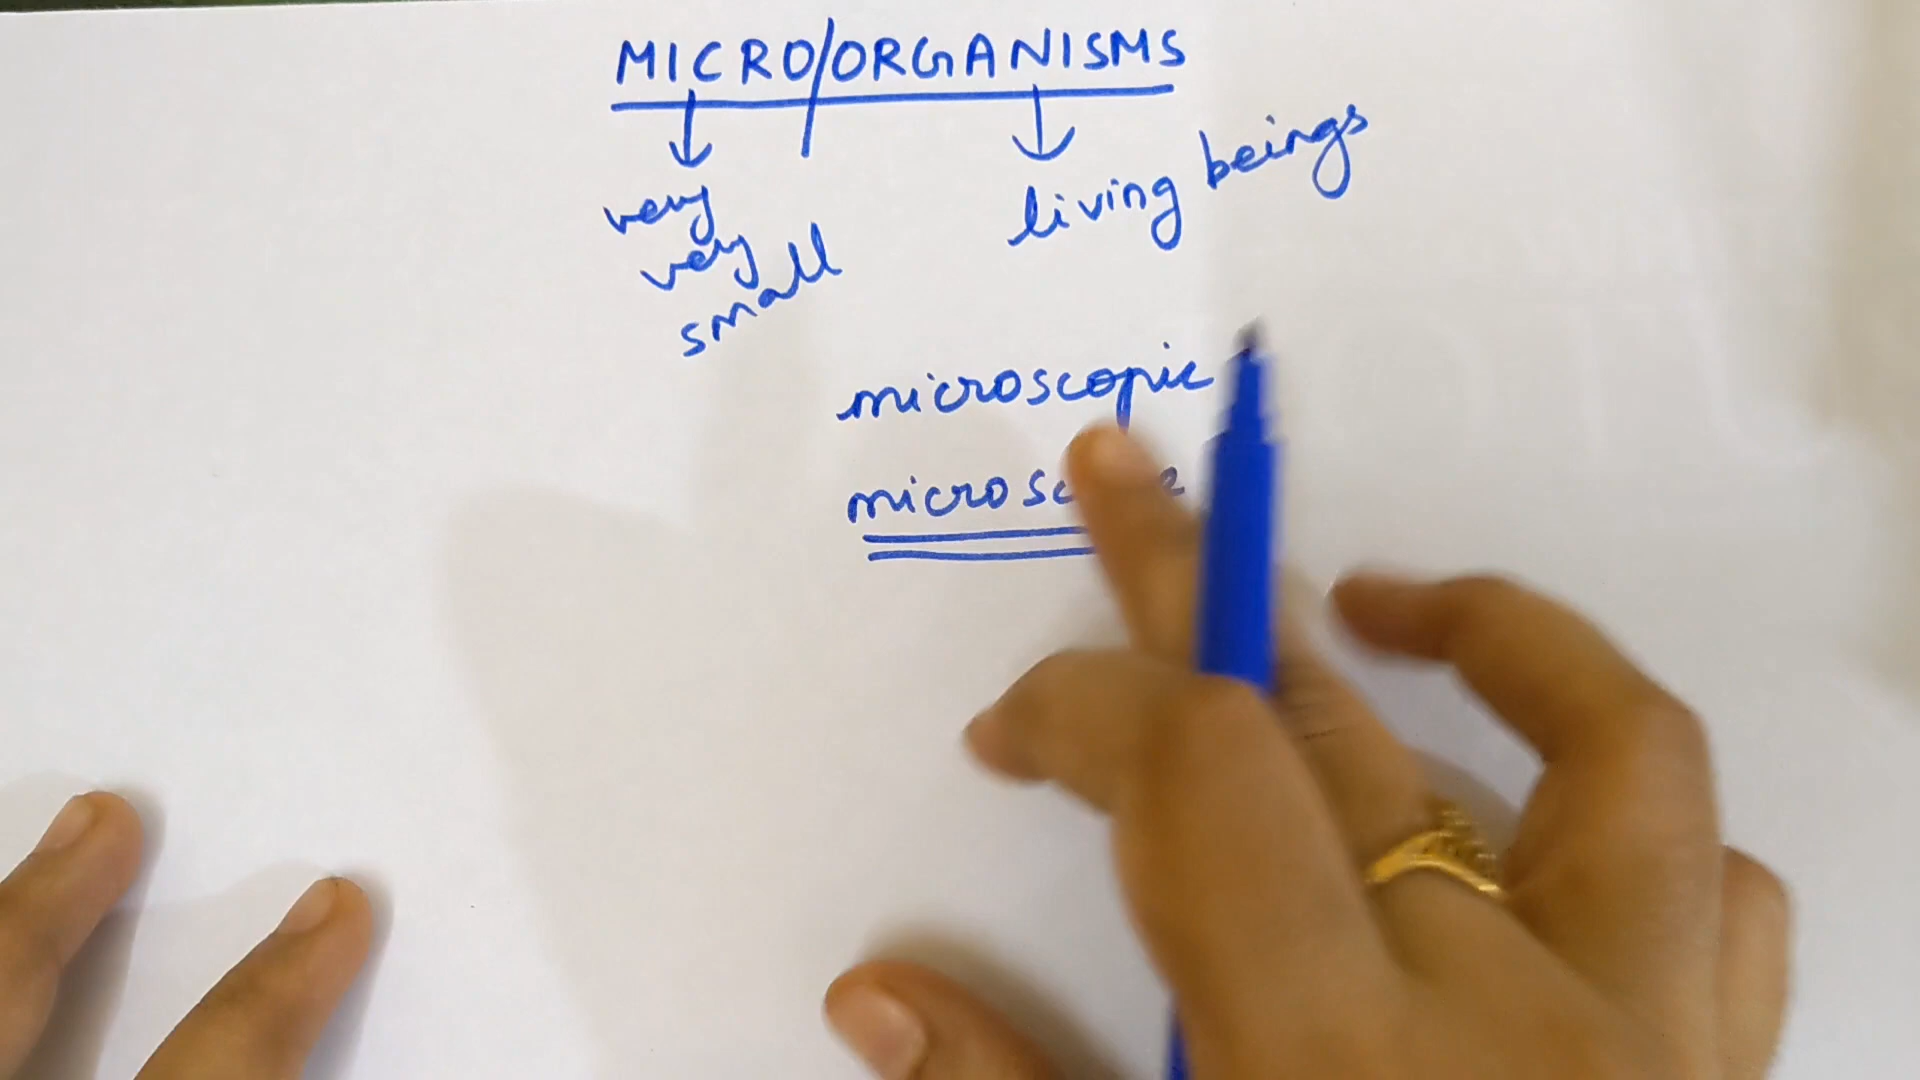 MICRO/ORGANISMS
very
very
small
living beings
microscopic